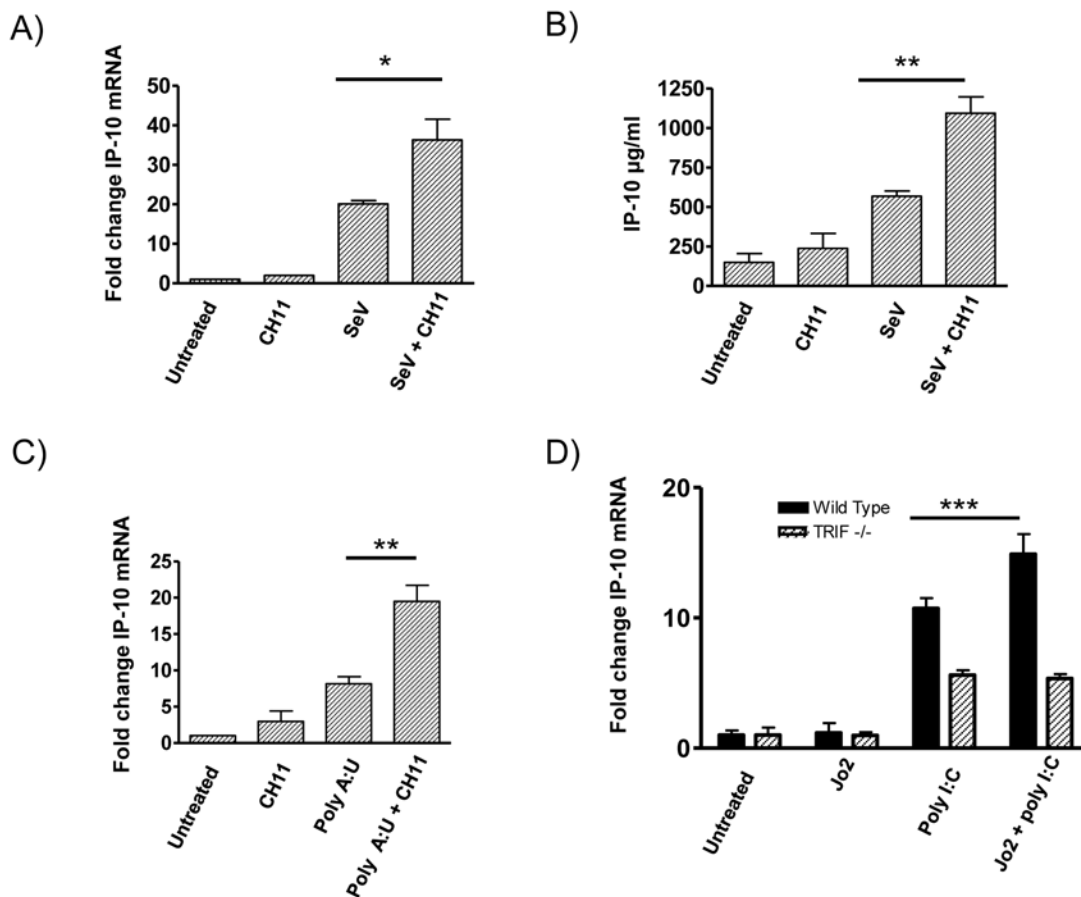 A)
Fold change IP-10 mRNA
50
40
30
20
10
0
*
Untreated
CH11
SeV
SeV + CH11
B)
IP-10 µg/ml
1250
1000
750
500
250
0
**
Untreated
CH11
SeV
SeV + CH11
C)
Fold change IP-10 mRNA
25
20
15
10
5
0
**
Untreated
CH11
Poly A:U
Poly A:U + CH11
D)
Fold change IP-10 mRNA
20
10
0
Wild Type
TRIF -/-
***
Untreated
Jo2
Poly I:C
Jo2 + poly I:C